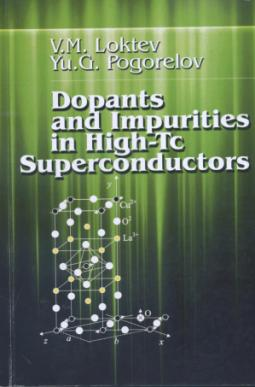 V.M. Loktev
Yu.G. Pogorelov
Dopants
and Impurities
in High-Tc
Superconductors
y
Cu²⁺
O²
La³⁺
O
z a b x